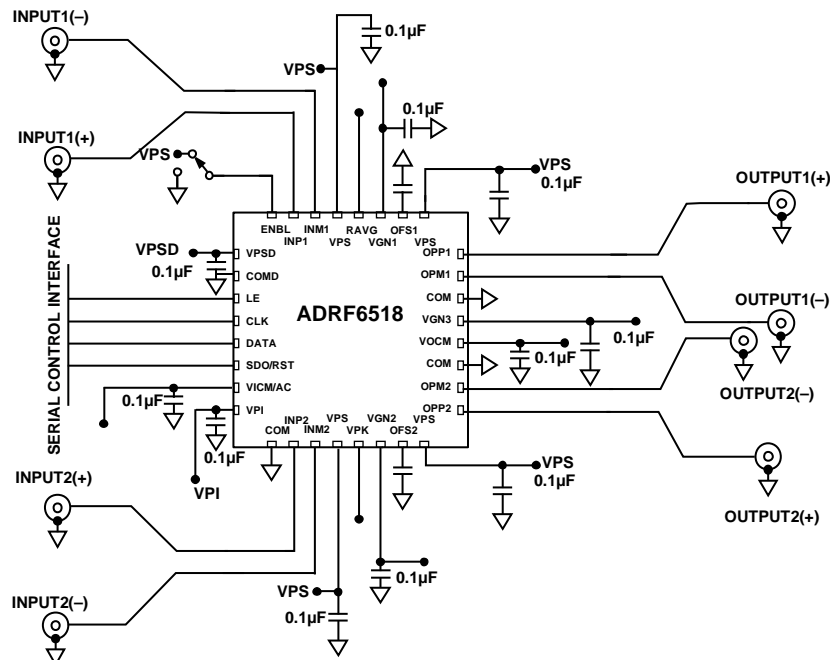 INPUT1(–)
0.1µF
VPS
0.1µF
INPUT1(+)
VPS
VPS
0.1µF
OUTPUT1(+)
ENBL
INP1
INM1
VPS
RAVG
VGN1
OFS1
VPS
SERIAL CONTROL INTERFACE
VPSD
0.1µF
VPSD
COMD
LE
CLK
DATA
SDO/RST
VICM/AC
VPI
ADRF6518
OPP1
OPM1
COM
VGN3
VOCM
COM
OPM2
OPP2
OUTPUT1(–)
0.1µF
0.1µF
OUTPUT2(–)
0.1µF
0.1µF
COM
INP2
INM2
VPS
VPK
VGN2
OFS2
VPS
VPI
VPS
0.1µF
INPUT2(+)
OUTPUT2(+)
0.1µF
VPS
0.1µF
INPUT2(–)